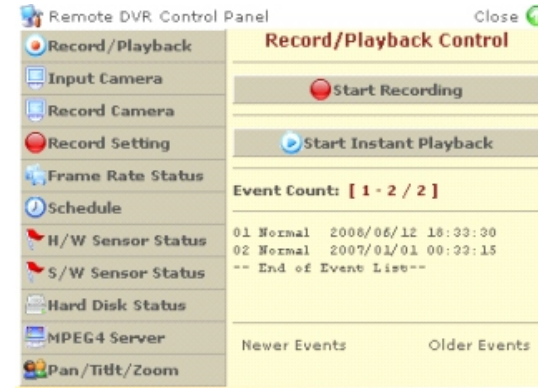 Remote DVR Control Panel
Close
Record/Playback
Input Camera
Record Camera
Record Setting
Frame Rate Status
Schedule
H/W Sensor Status
S/W Sensor Status
Hard Disk Status
MPEG4 Server
Pan/Titlt/Zoom
Record/Playback Control
Start Recording
Start Instant Playback
Event Count: [ 1 - 2 / 2 ]
01 Normal 2008/06/12 18:33:30
02 Normal 2007/01/01 00:33:15
-- End of Event List--
Newer Events
Older Events